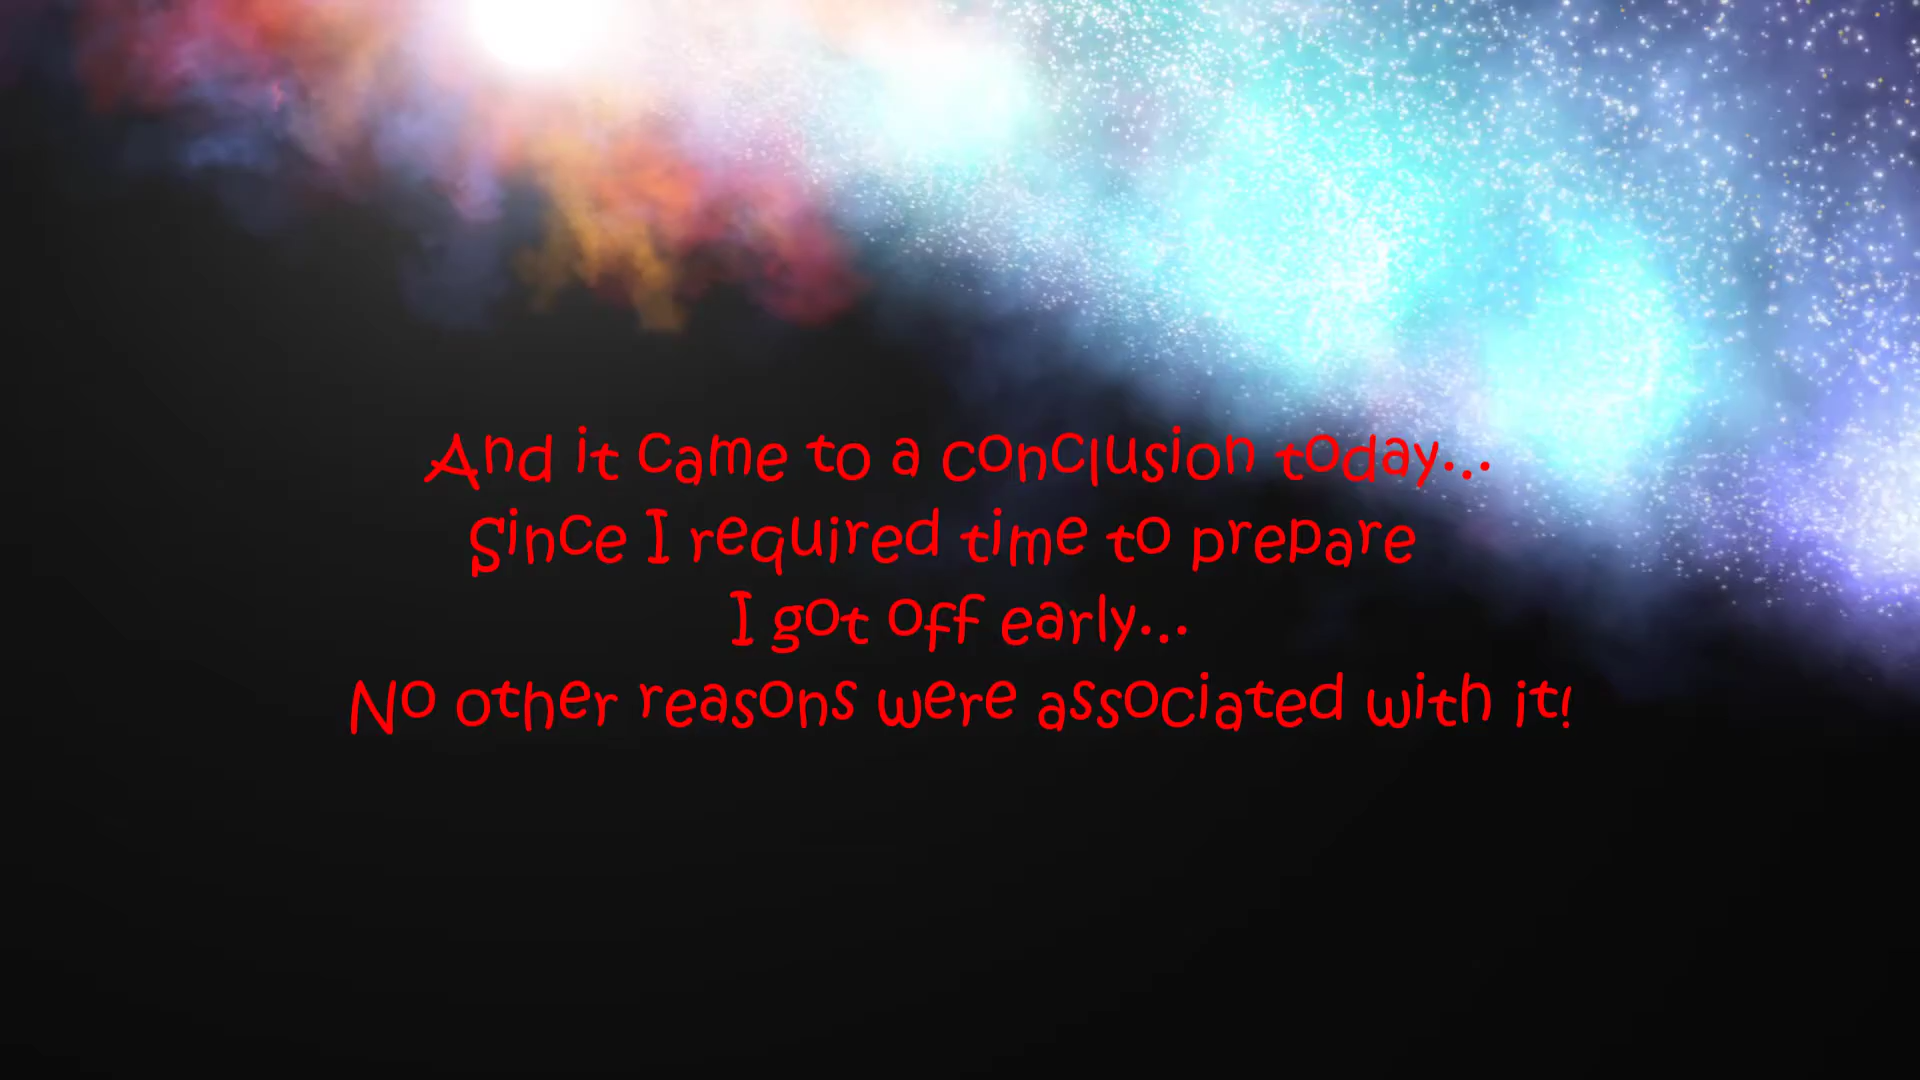 And it came to a conclusion today...
Since I required time to prepare
I got off early...
No other reasons were associated with it!